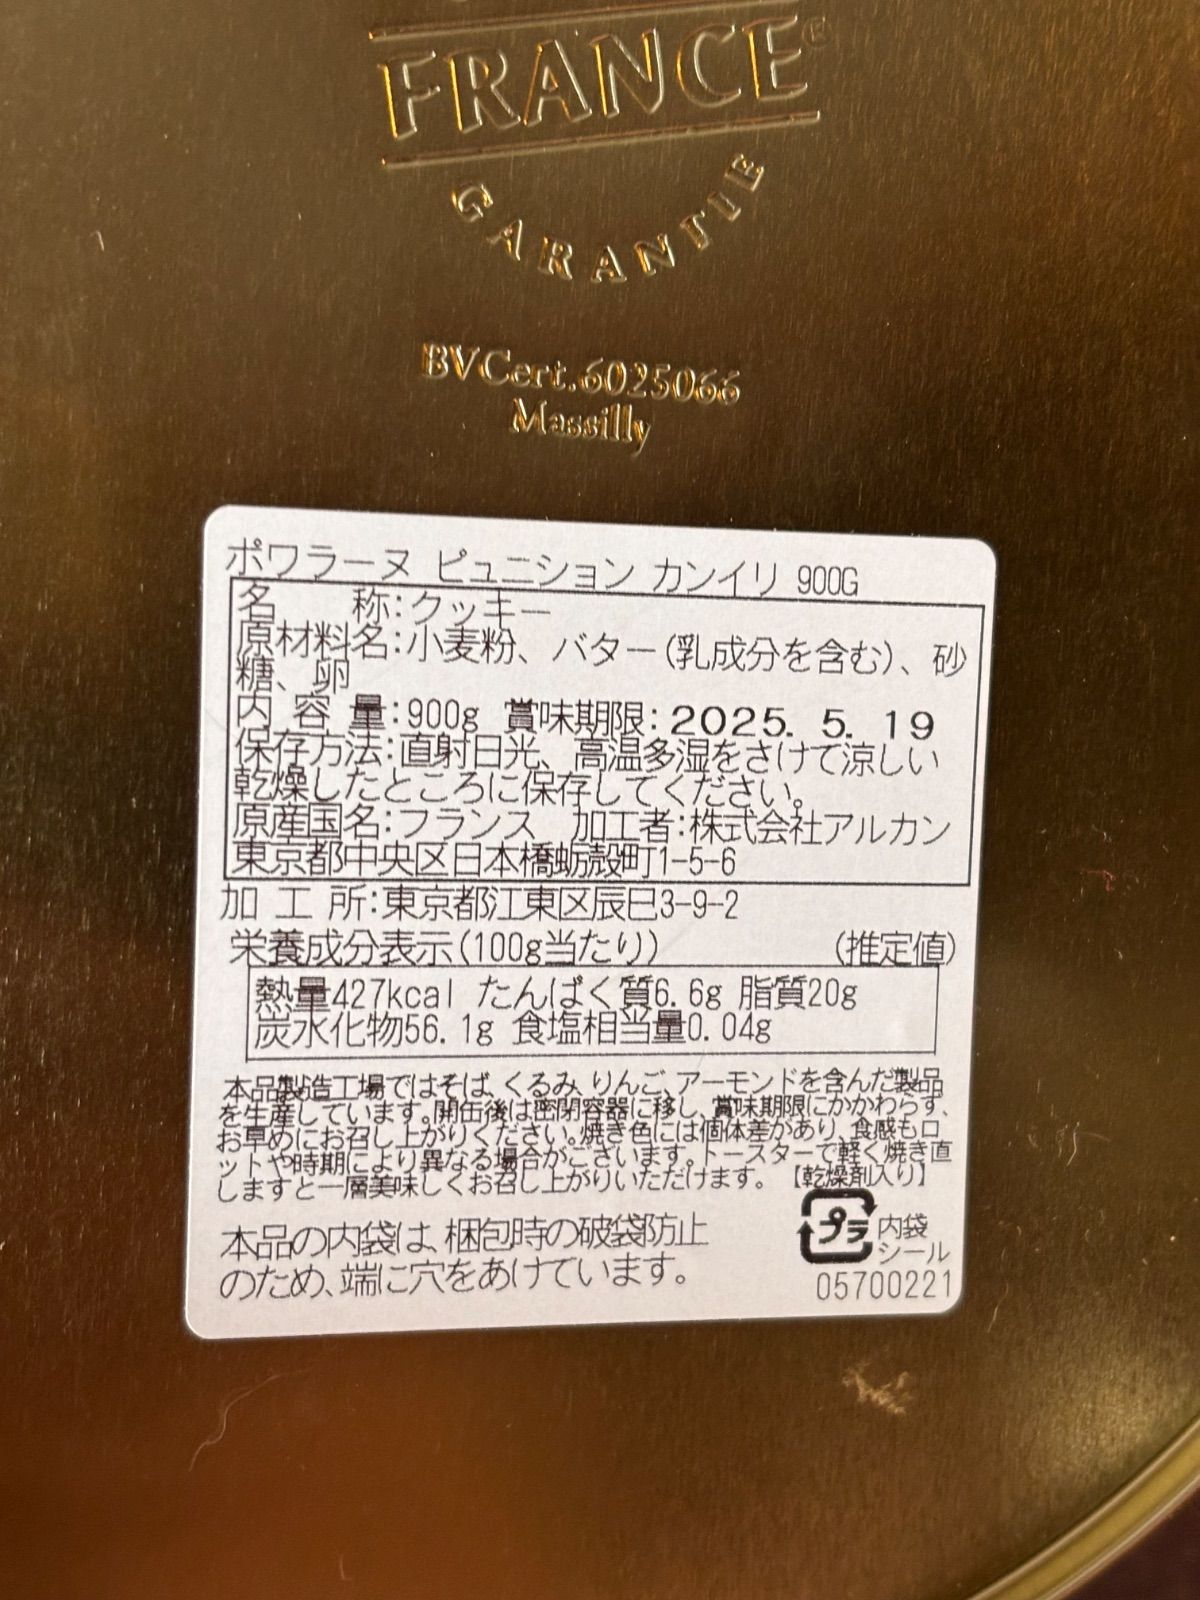 FRANCE®
GARANTIE
BVCert.6025066
Massilly
ポワラーヌ ピュニション カンイリ 900G
名 称:クッキー
原材料名:小麦粉、バター(乳成分を含む)、砂
糖、卵
内 容 量:900g 賞味期限:2025. 5. 19
保存方法:直射日光、高温多湿をさけて涼しい
乾燥したところに保存してください。
原産国名:フランス 加工者:株式会社アルカン
東京都中央区日本橋蛎殻町1-5-6
加 工 所:東京都江東区辰巳3-9-2
栄養成分表示(100g当たり) (推定値)
熱量427kcal たんぱく質6.6g 脂質20g
炭水化物56.1g 食塩相当量0.04g
本品製造工場ではそば、くるみ、りんご、アーモンドを含んだ製品
を生産しています。開缶後は密閉容器に移し、賞味期限にかかわらず、
お早めにお召し上がりください。焼き色には個体差があり、食感もロ
ットや時期により異なる場合がございます。トースターで軽く焼き直
しますと一層美味しくお召し上がりいただけます。【乾燥剤入り】
本品の内袋は、梱包時の破袋防止
のため、端に穴をあけています。
プラ 内袋
シール
05700221